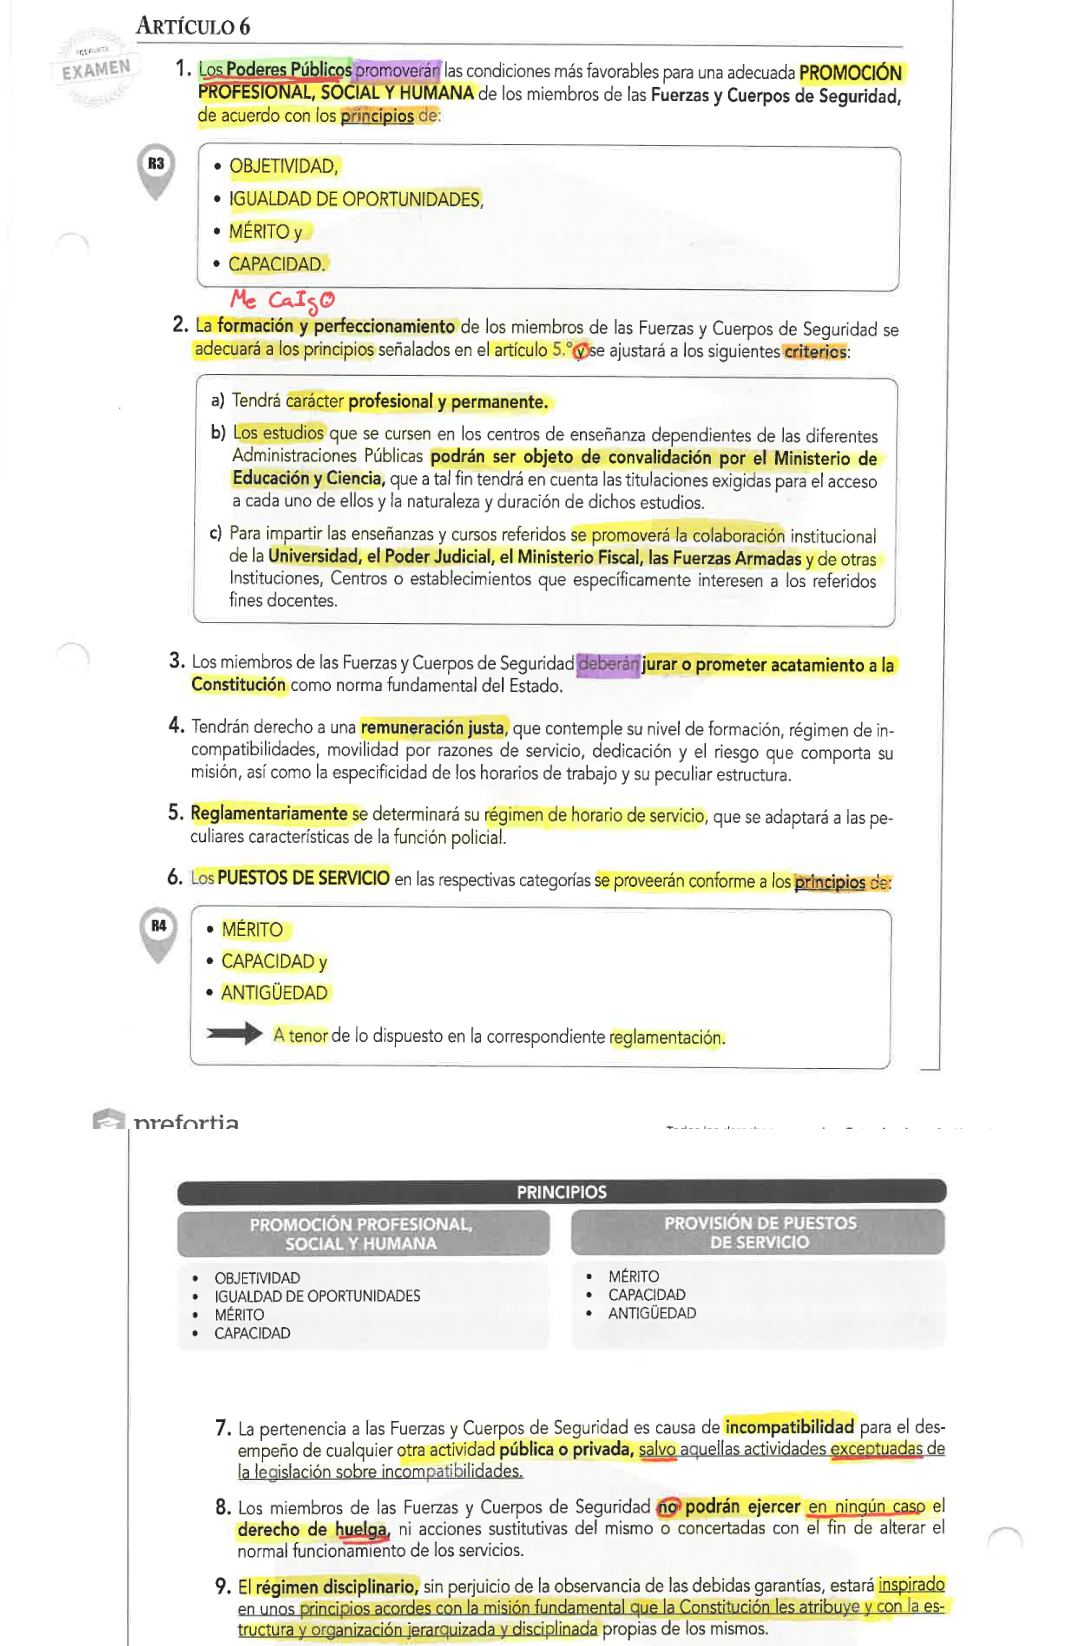 ARTÍCULO 6
EXAMEN
1. Los Poderes Públicos promoverán las condiciones más favorables para una adecuada PROMOCIÓN
PROFESIONAL, SOCIAL Y HUMANA de los miembros de las Fuerzas y Cuerpos de Seguridad,
de acuerdo con los principios de:
R3
• OBJETIVIDAD,
• IGUALDAD DE OPORTUNIDADES,
• MÉRITO y
• CAPACIDAD.
Me CaIgO
2. La formación y perfeccionamiento de los miembros de las Fuerzas y Cuerpos de Seguridad se
adecuará a los principios señalados en el artículo 5.º y se ajustará a los siguientes criterios:
a) Tendrá carácter profesional y permanente.
b) Los estudios que se cursen en los centros de enseñanza dependientes de las diferentes
Administraciones Públicas podrán ser objeto de convalidación por el Ministerio de
Educación y Ciencia, que a tal fin tendrá en cuenta las titulaciones exigidas para el acceso
a cada uno de ellos y la naturaleza y duración de dichos estudios.
c) Para impartir las enseñanzas y cursos referidos se promoverá la colaboración institucional
de la Universidad, el Poder Judicial, el Ministerio Fiscal, las Fuerzas Armadas y de otras
Instituciones, Centros o establecimientos que específicamente interesen a los referidos
fines docentes.
3. Los miembros de las Fuerzas y Cuerpos de Seguridad deberán jurar o prometer acatamiento a la
Constitución como norma fundamental del Estado.
4. Tendrán derecho a una remuneración justa, que contemple su nivel de formación, régimen de in-
compatibilidades, movilidad por razones de servicio, dedicación y el riesgo que comporta su
misión, así como la especificidad de los horarios de trabajo y su peculiar estructura.
5. Reglamentariamente se determinará su régimen de horario de servicio, que se adaptará a las pe-
culiares características de la función policial.
6. Los PUESTOS DE SERVICIO en las respectivas categorías se proveerán conforme a los principios de:
R4
• MÉRITO
• CAPACIDAD y
• ANTIGÜEDAD
A tenor de lo dispuesto en la correspondiente reglamentación.
prefortia
PRINCIPIOS
PROMOCIÓN PROFESIONAL,
SOCIAL Y HUMANA
• OBJETIVIDAD
• IGUALDAD DE OPORTUNIDADES
• MÉRITO
• CAPACIDAD
PROVISIÓN DE PUESTOS
DE SERVICIO
• MÉRITO
• CAPACIDAD
• ANTIGÜEDAD
7. La pertenencia a las Fuerzas y Cuerpos de Seguridad es causa de incompatibilidad para el des-
empeño de cualquier otra actividad pública o privada, salvo aquellas actividades exceptuadas de
la legislación sobre incompatibilidades.
8. Los miembros de las Fuerzas y Cuerpos de Seguridad no podrán ejercer en ningún caso el
derecho de huelga, ni acciones sustitutivas del mismo o concertadas con el fin de alterar el
normal funcionamiento de los servicios.
9. El régimen disciplinario, sin perjuicio de la observancia de las debidas garantías, estará inspirado
en unos principios acordes con la misión fundamental que la Constitución les atribuye y con la es-
tructura y organización jerarquizada y disciplinada propias de los mismos.